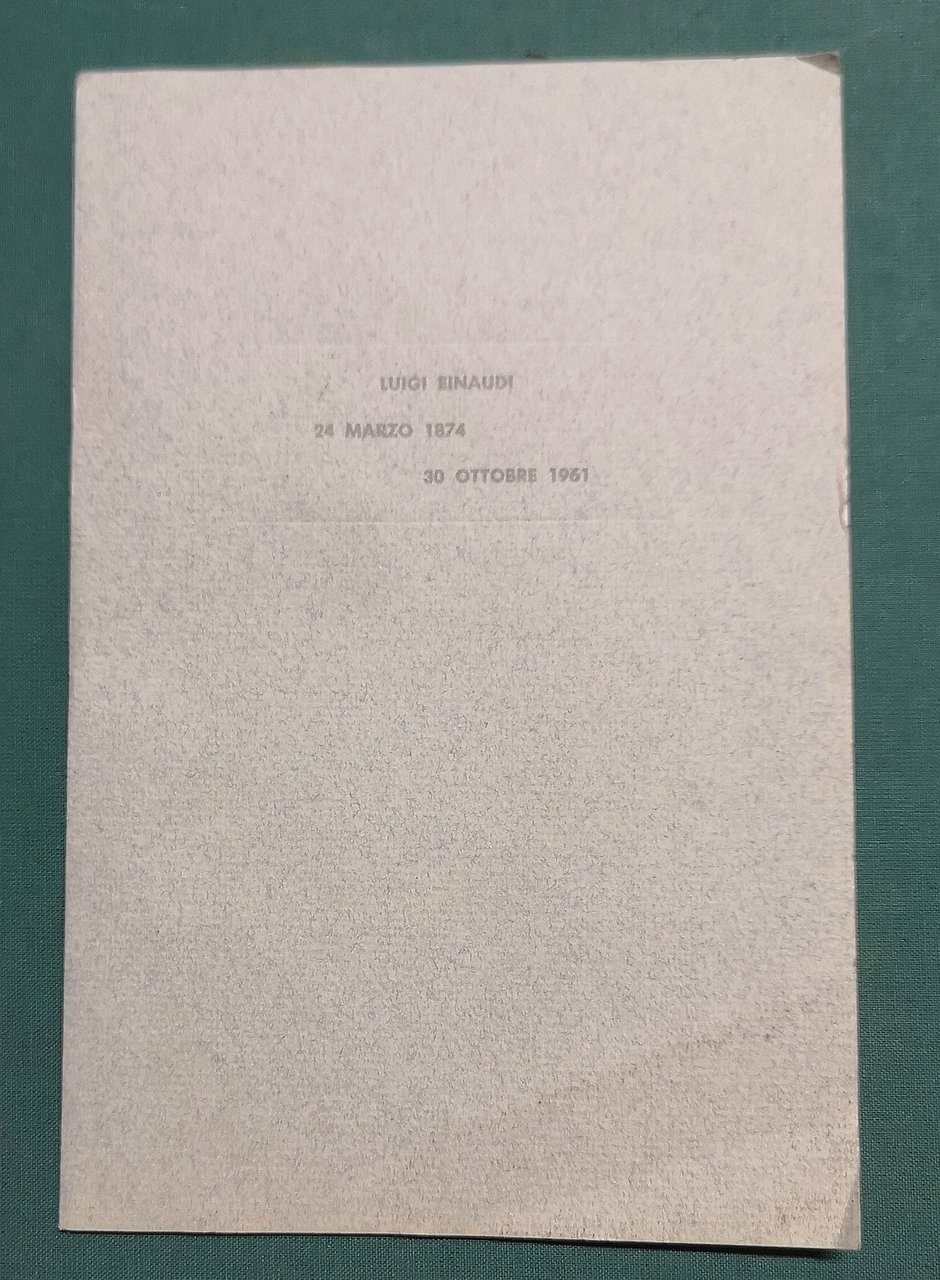 LUIGI EINAUDI
24 MARZO 1874
30 OTTOBRE 1961